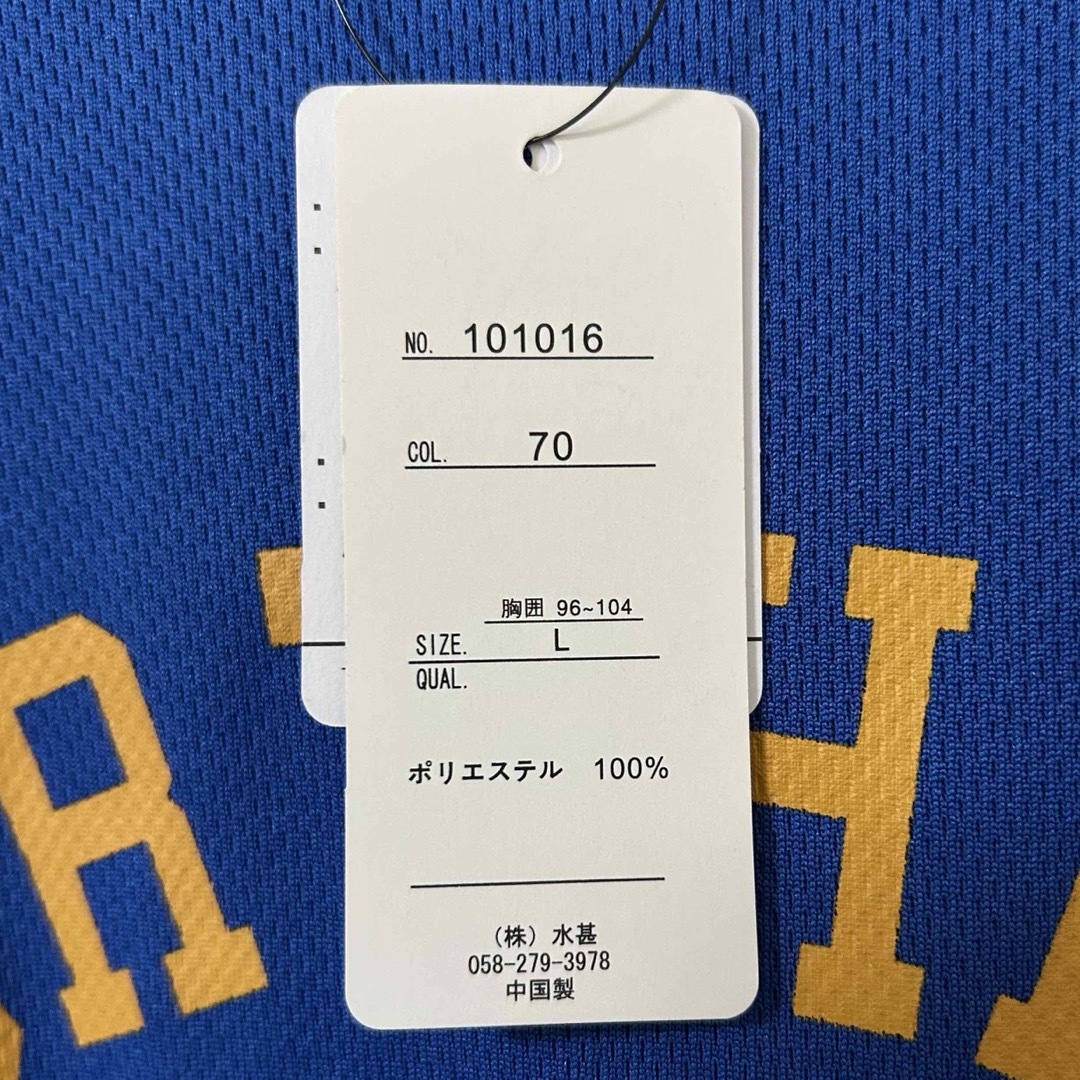 NO. 101016
COL. 70
胸囲 96~104
SIZE. L
QUAL.
ポリエステル 100%
(株) 水甚
058-279-3978
中国製
R
H